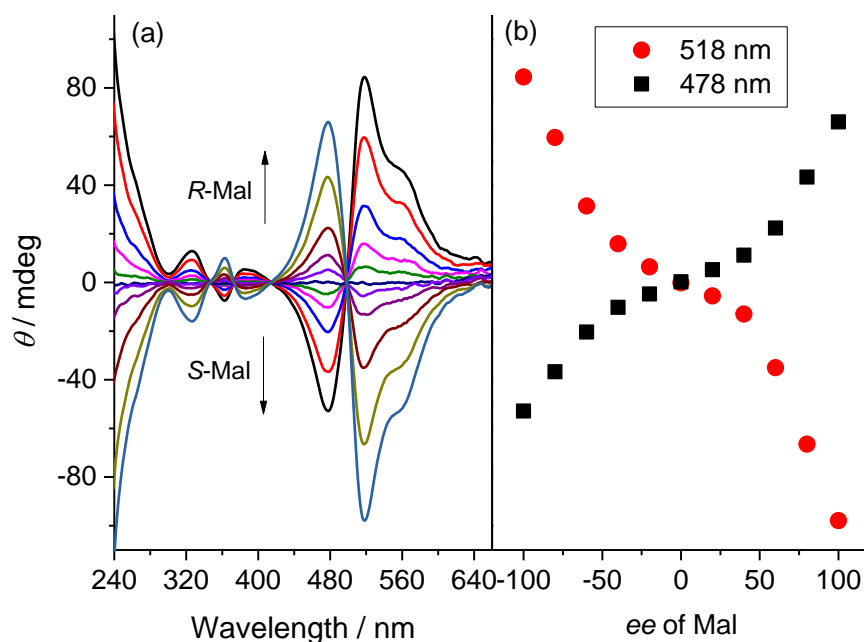 (a)
(b)
518 nm
478 nm
R-Mal
S-Mal
80
40
0
-40
-80
θ / mdeg
240 320 400 480 560 640
Wavelength / nm
-100 -50 0 50 100
ee of Mal